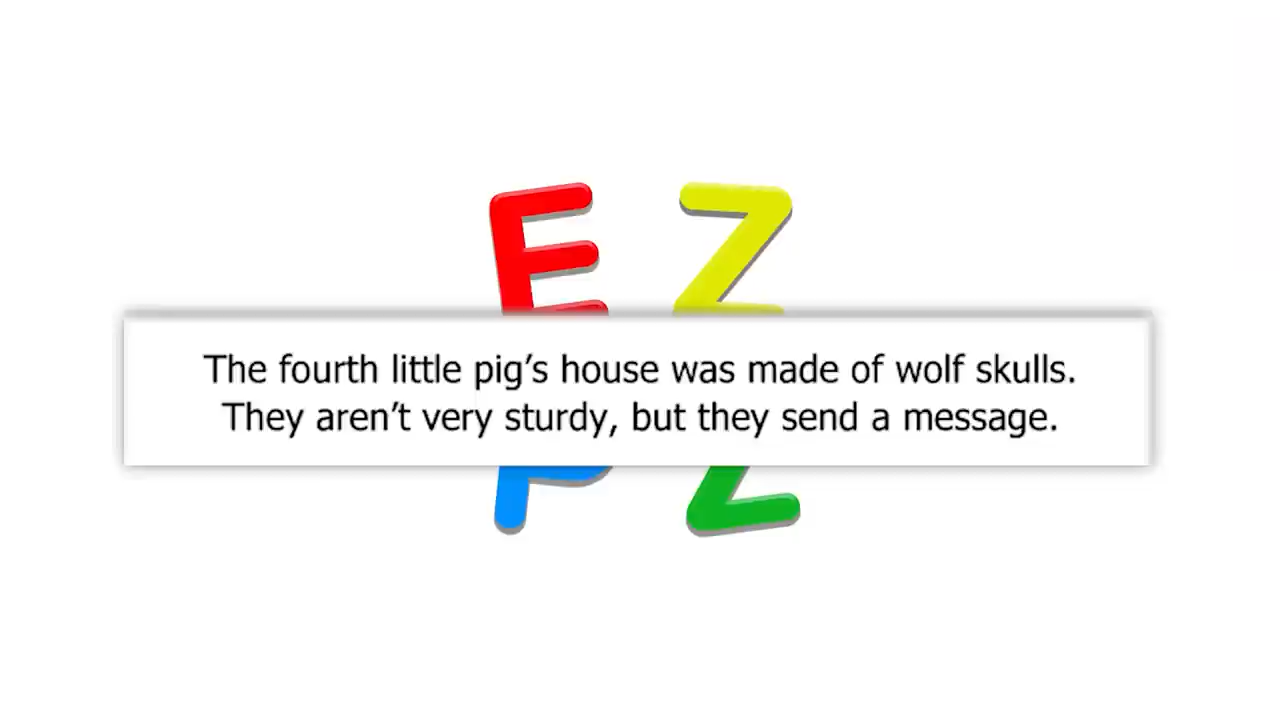 E Z
The fourth little pig’s house was made of wolf skulls.
They aren’t very sturdy, but they send a message.
P Z